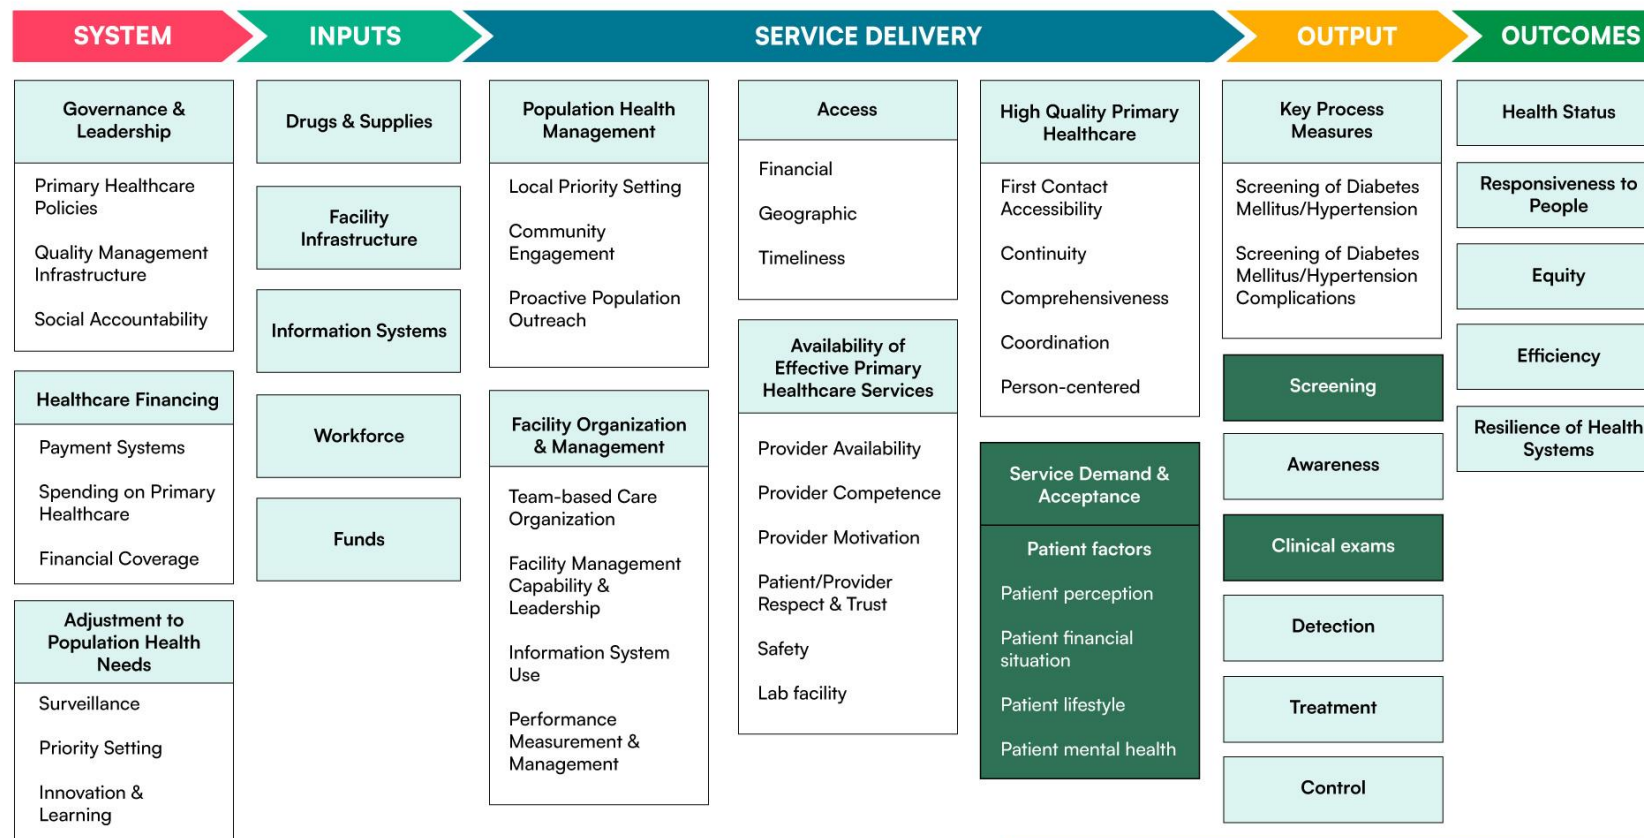 SYSTEM
INPUTS
SERVICE DELIVERY
OUTPUT
OUTCOMES
Governance &
Leadership
Primary Healthcare
Policies
Quality Management
Infrastructure
Social Accountability
Healthcare Financing
Payment Systems
Spending on Primary
Healthcare
Financial Coverage
Adjustment to
Population Health
Needs
Surveillance
Priority Setting
Innovation &
Learning
Drugs & Supplies
Facility
Infrastructure
Information Systems
Workforce
Funds
Population Health
Management
Local Priority Setting
Community
Engagement
Proactive Population
Outreach
Facility Organization
& Management
Team-based Care
Organization
Facility Management
Capability &
Leadership
Information System
Use
Performance
Measurement &
Management
Access
Financial
Geographic
Timeliness
Availability of
Effective Primary
Healthcare Services
Provider Availability
Provider Competence
Provider Motivation
Patient/Provider
Respect & Trust
Safety
Lab facility
High Quality Primary
Healthcare
First Contact
Accessibility
Continuity
Comprehensiveness
Coordination
Person-centered
Service Demand &
Acceptance
Patient factors
Patient perception
Patient financial
situation
Patient lifestyle
Patient mental health
Key Process
Measures
Screening of Diabetes
Mellitus/Hypertension
Screening of Diabetes
Mellitus/Hypertension
Complications
Screening
Awareness
Clinical exams
Detection
Treatment
Control
Health Status
Responsiveness to
People
Equity
Efficiency
Resilience of Health
Systems